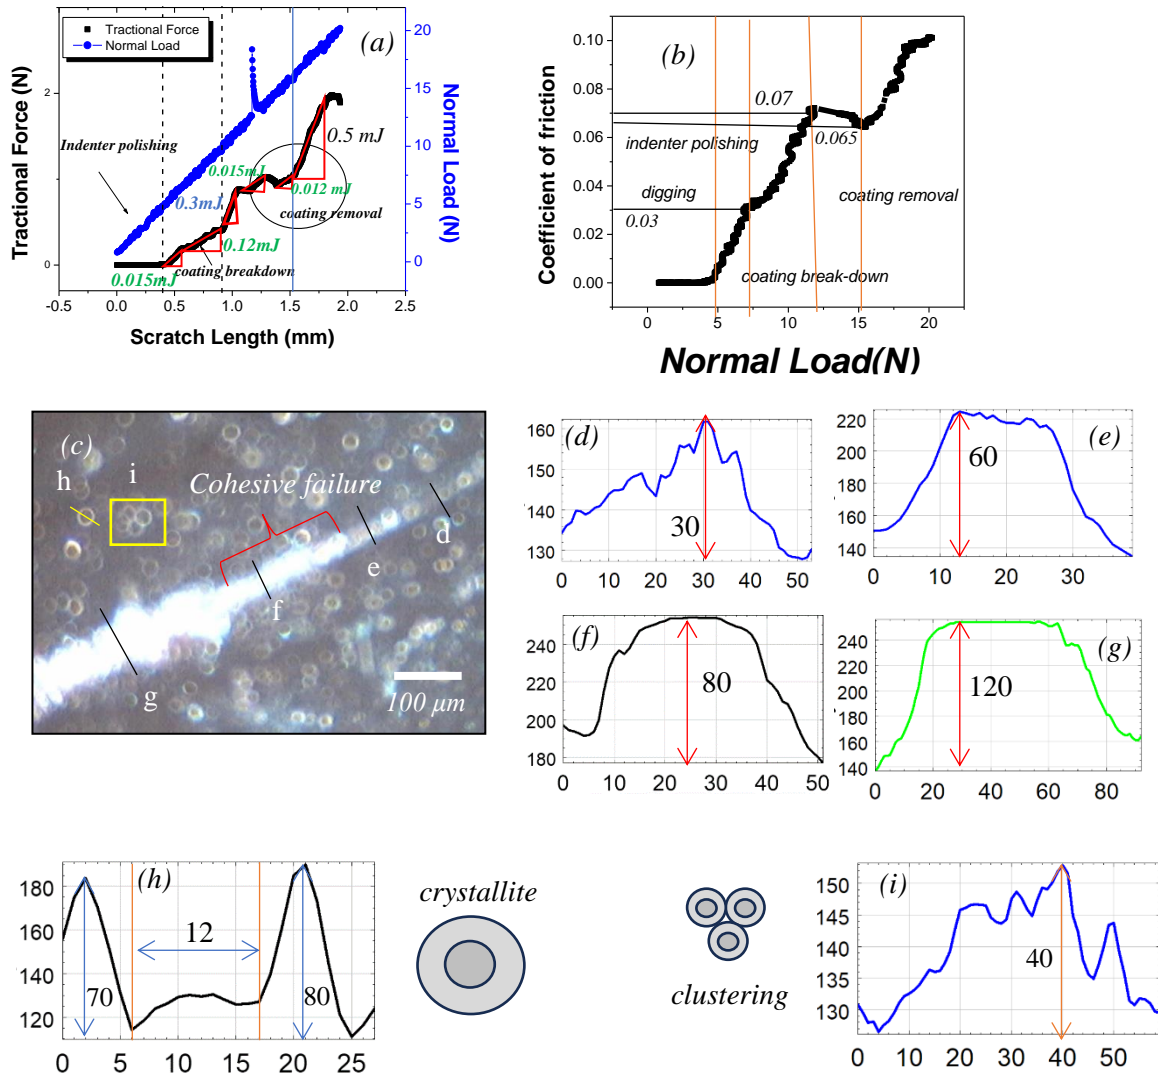 Tractional Force
Normal Load
(a)
Tractional Force (N)
2
1
0
Normal Load (N)
20
15
10
5
0
Indenter polishing
0.015mJ
0.5 mJ
0.3mJ
0.012 mJ
coating removal
0.12mJ
coating breakdown
0.015mJ
-0.5 0.0 0.5 1.0 1.5 2.0 2.5
Scratch Length (mm)
(b)
Coefficient of friction
0.10
0.08
0.06
0.04
0.02
0.00
0.07
0.065
indenter polishing
digging
coating removal
0.03
coating break-down
0 5 10 15 20
Normal Load(N)
(c)
h
i
Cohesive failure
d
e
f
g
100 μm
(d)
160
150
140
130
30
0 10 20 30 40 50
(e)
220
200
180
160
140
60
0 10 20 30
(f)
240
220
200
180
80
0 10 20 30 40 50
(g)
240
220
200
180
160
140
120
0 20 40 60 80
(h)
180
160
140
120
12
70
80
0 5 10 15 20 25
crystallite
clustering
(i)
150
145
140
135
130
40
0 10 20 30 40 50